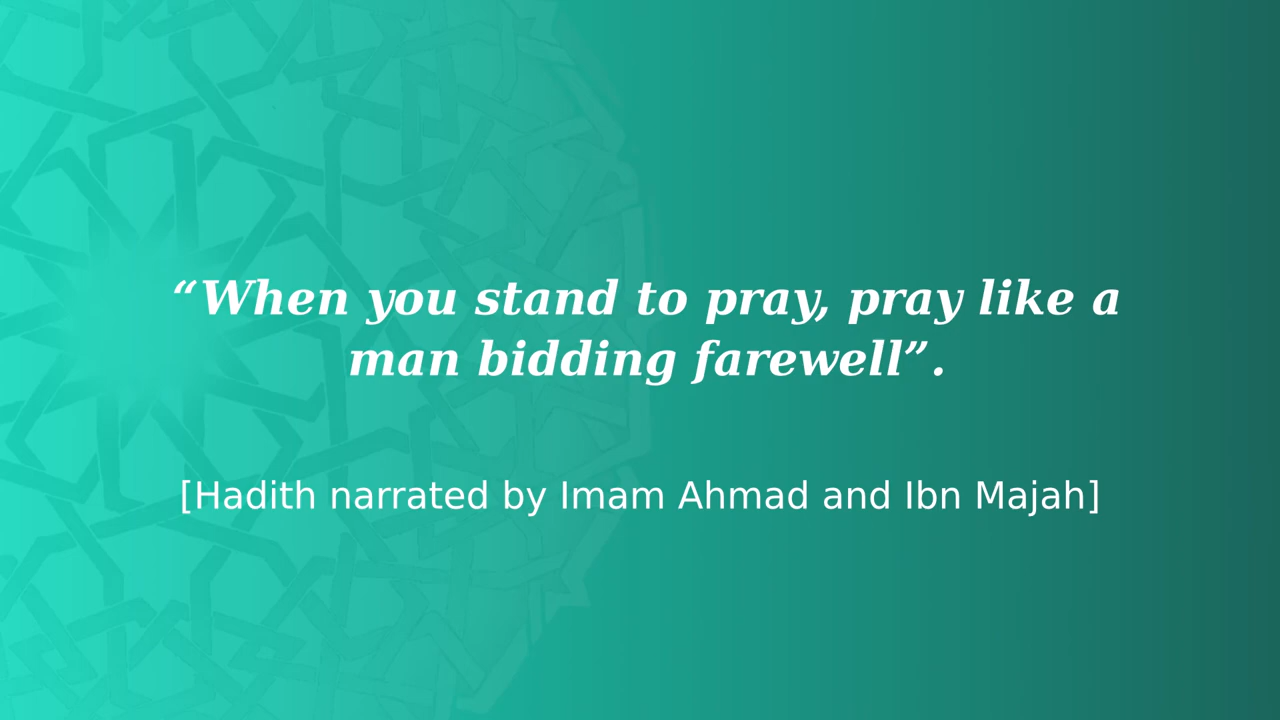 “When you stand to pray, pray like a
man bidding farewell”.
[Hadith narrated by Imam Ahmad and Ibn Majah]